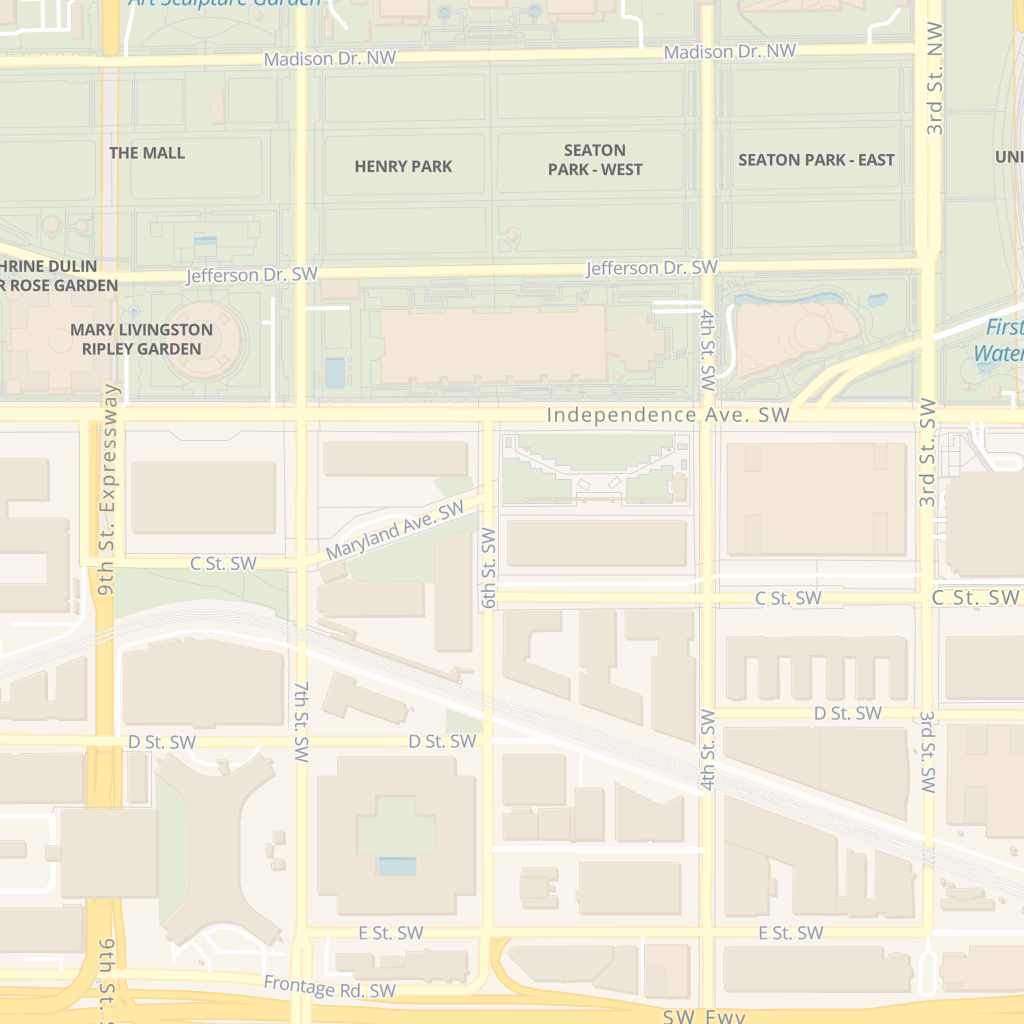 Art Sculpture Garden
Madison Dr. NW
Madison Dr. NW
3rd St. NW
THE MALL
HENRY PARK
SEATON
PARK - WEST
SEATON PARK - EAST
UNI
HRINE DULIN
R ROSE GARDEN
Jefferson Dr. SW
Jefferson Dr. SW
MARY LIVINGSTON
RIPLEY GARDEN
4th St. SW
First
Water
Independence Ave. SW
9th St. Expressway
3rd St. SW
Maryland Ave. SW
6th St. SW
C St. SW
C St. SW
C St. SW
7th St. SW
D St. SW
D St. SW
D St. SW
4th St. SW
3rd St. SW
E St. SW
E St. SW
9th St. S
Frontage Rd. SW
SW Fwy